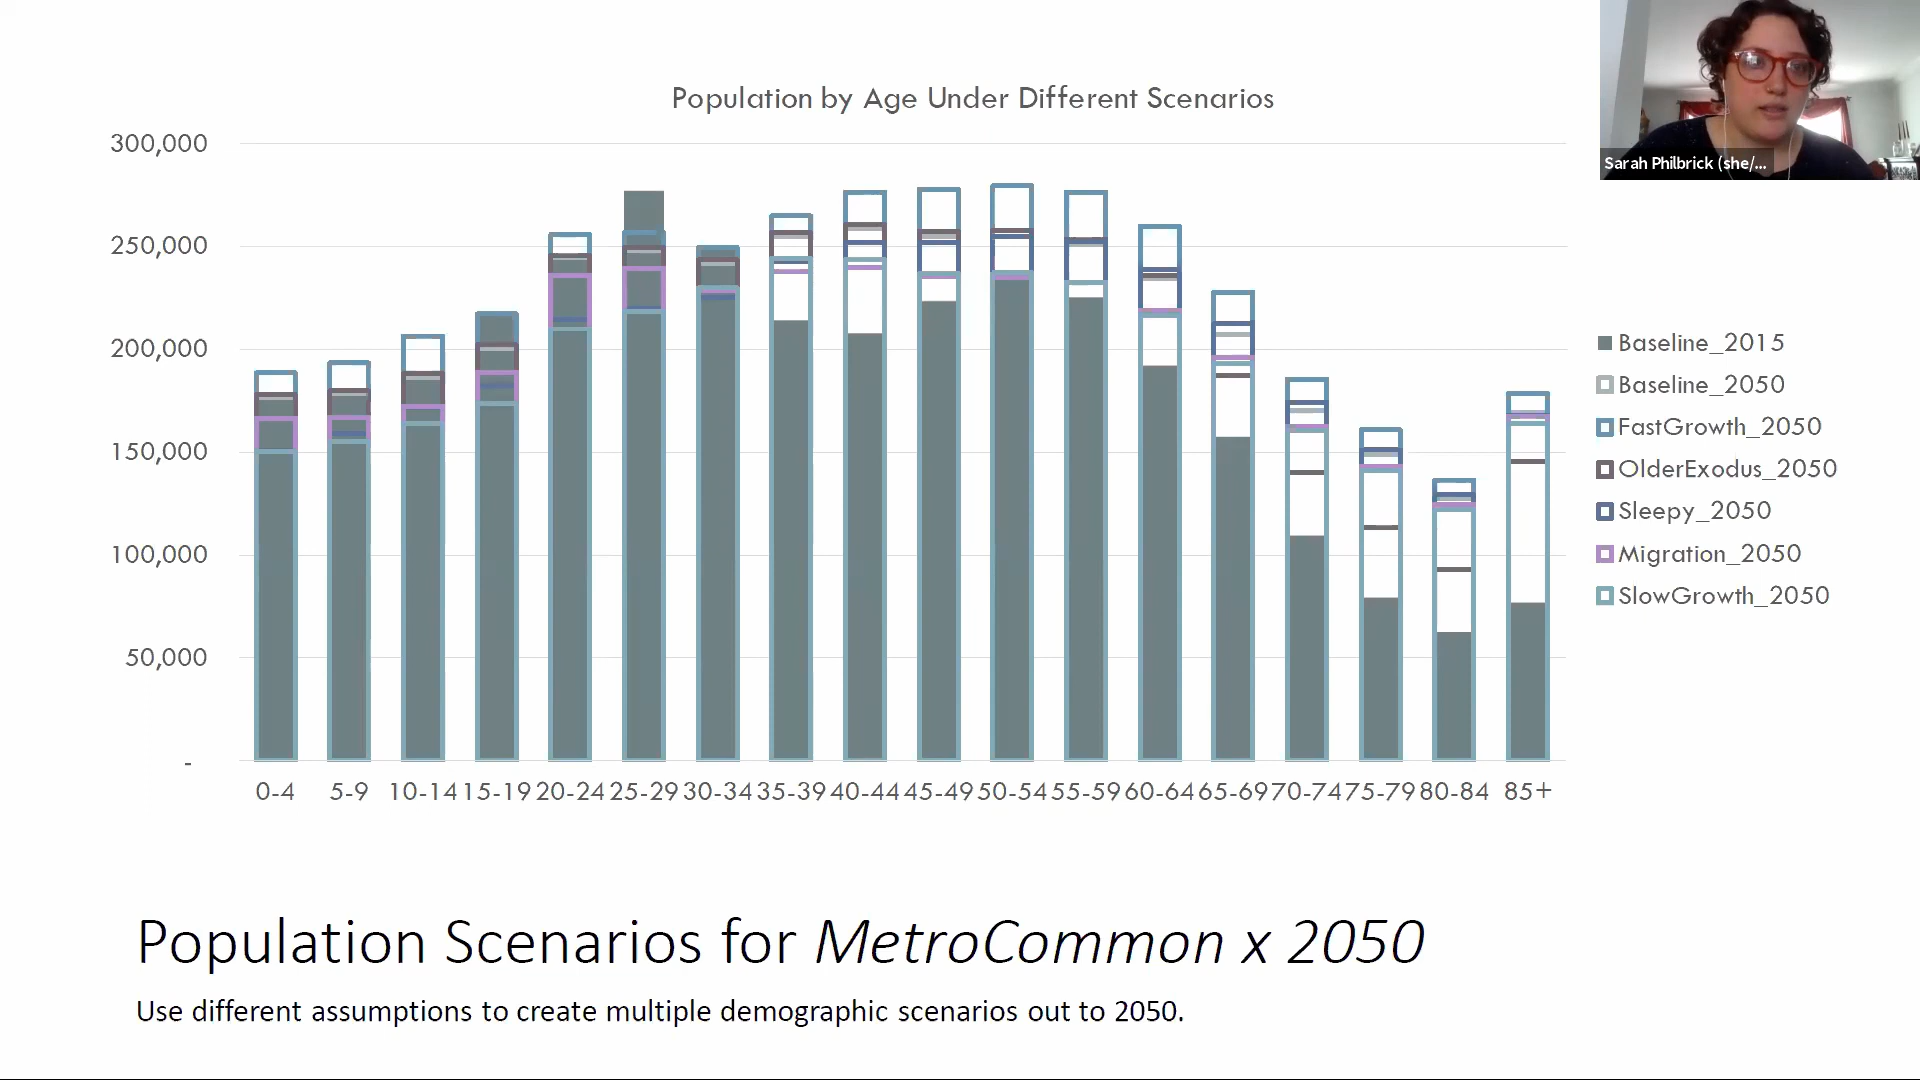 Sarah Philbrick (she/...
Population by Age Under Different Scenarios
300,000
250,000
200,000
150,000
100,000
50,000
-
0-4 5-9 10-14 15-19 20-24 25-29 30-34 35-39 40-44 45-49 50-54 55-59 60-64 65-69 70-74 75-79 80-84 85+
Baseline_2015
Baseline_2050
FastGrowth_2050
OlderExodus_2050
Sleepy_2050
Migration_2050
SlowGrowth_2050
Population Scenarios for MetroCommon x 2050
Use different assumptions to create multiple demographic scenarios out to 2050.